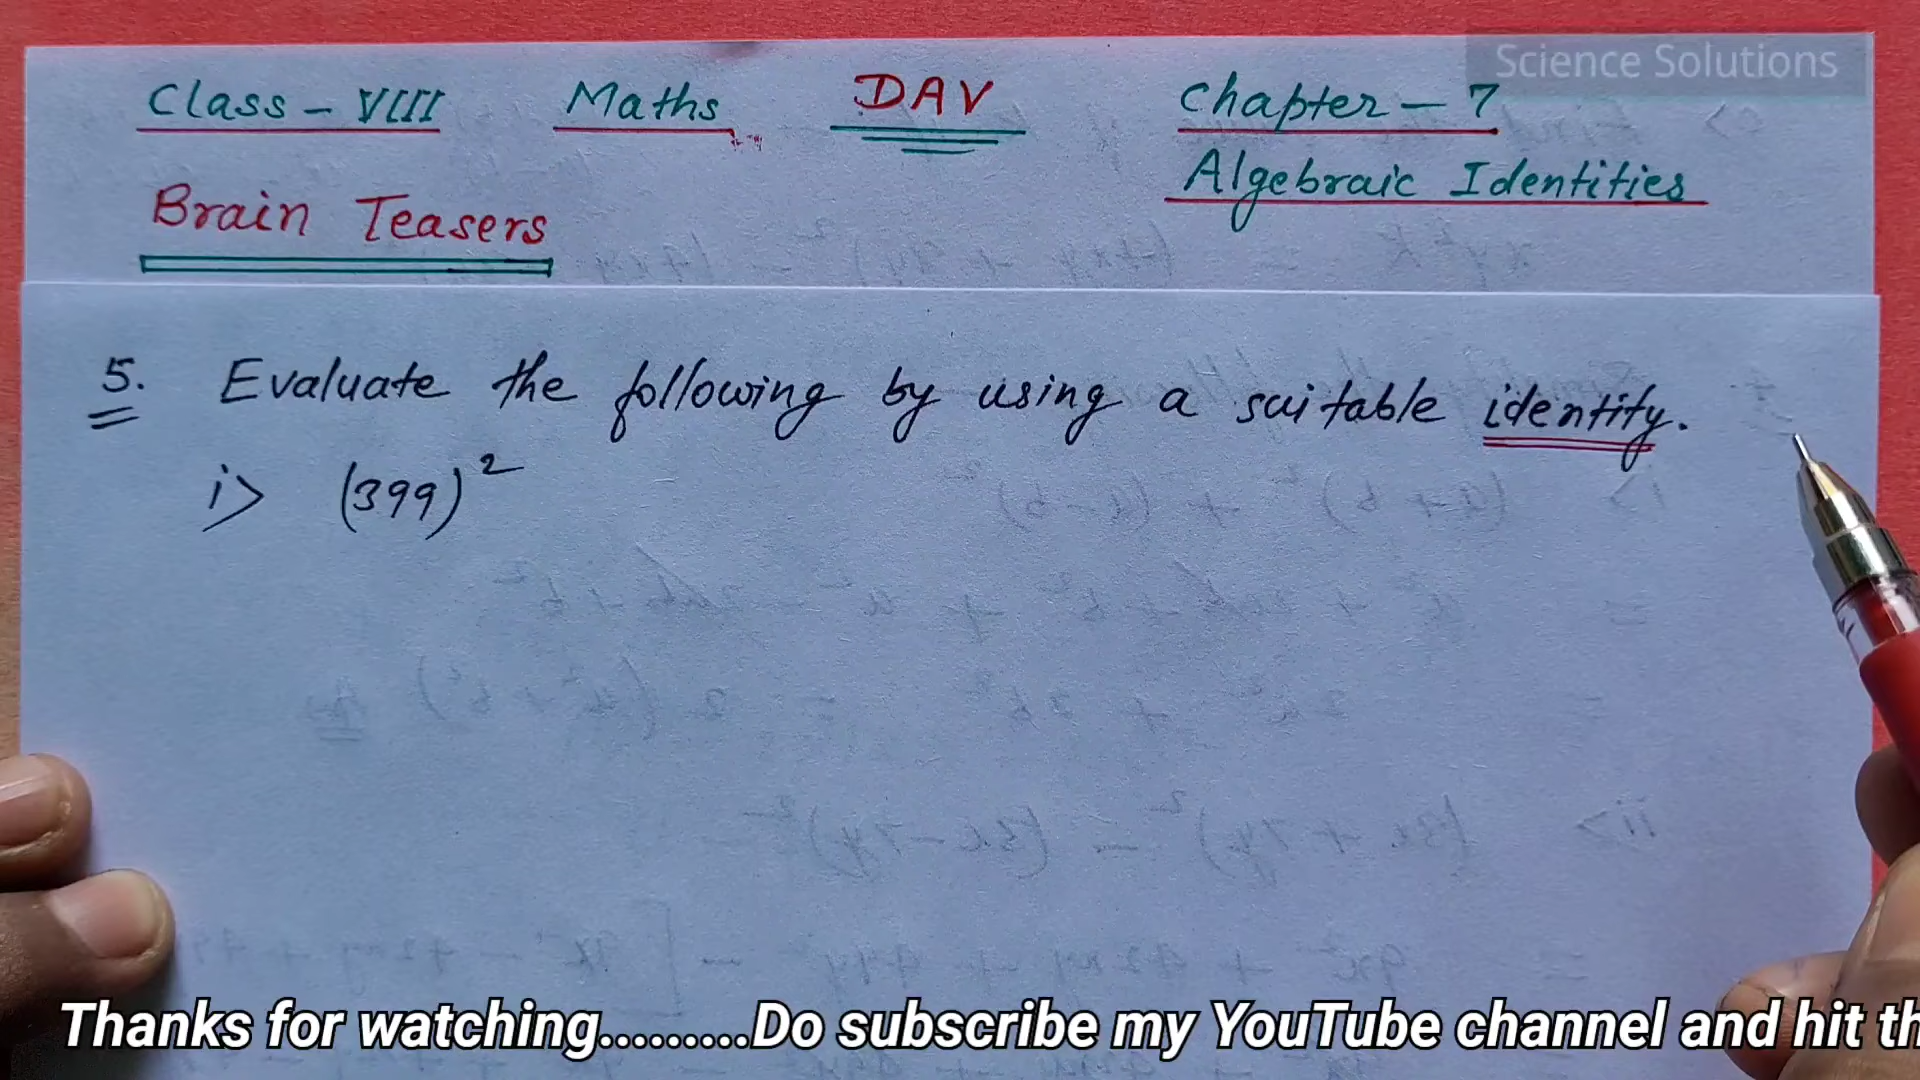 Science Solutions
Class - VIII Maths DAV Chapter - 7
Algebraic Identities
Brain Teasers
5. Evaluate the following by using a suitable identity.
i> (399)²
Thanks for watching.........Do subscribe my YouTube channel and hit th